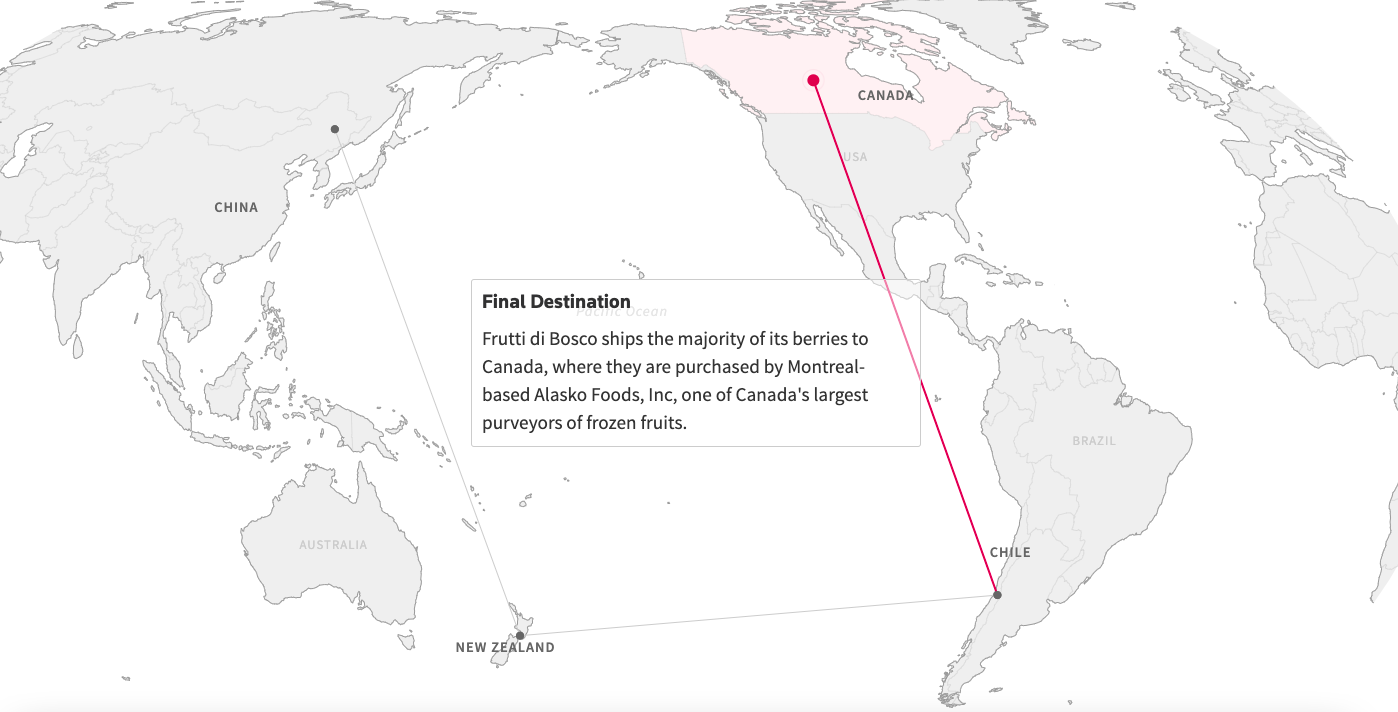 CANADA
USA
CHINA
Final Destination
Pacific Ocean
Frutti di Bosco ships the majority of its berries to
Canada, where they are purchased by Montreal-
based Alasko Foods, Inc, one of Canada's largest
purveyors of frozen fruits.
BRAZIL
AUSTRALIA
CHILE
NEW ZEALAND